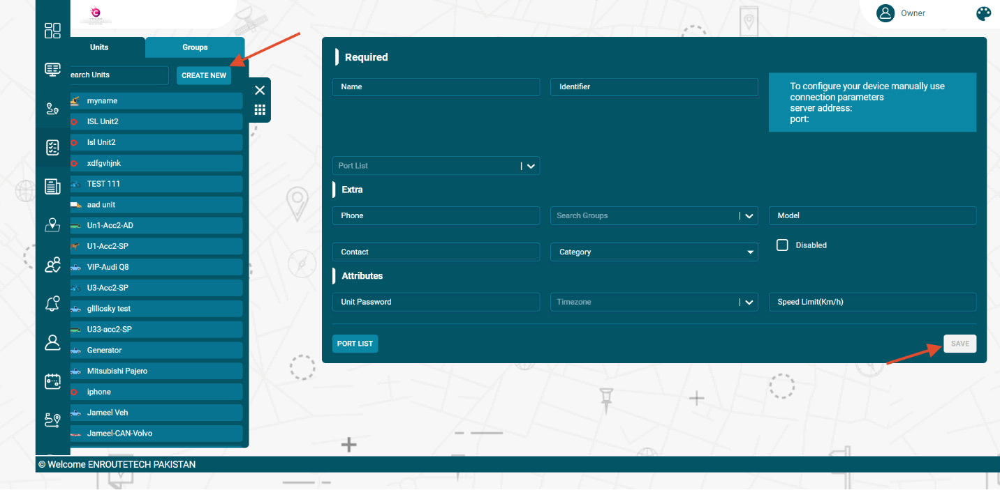 Owner
Units
Groups
earch Units
CREATE NEW
myname
ISL Unit2
Isl Unit2
xdfgvhjnk
TEST 111
aad unit
Un1-Acc2-AD
U1-Acc2-SP
VIP-Audi Q8
U3-Acc2-SP
gliliosky test
U33-acc2-SP
Generator
Mitsubishi Pajero
iphone
Jameel Veh
Jameel-CAN-Volvo
Required
Name
Identifier
To configure your device manually use
connection parameters
server address:
port:
Port List
Extra
Phone
Search Groups
Model
Contact
Category
Disabled
Attributes
Unit Password
Timezone
Speed Limit(Km/h)
PORT LIST
SAVE
© Welcome ENROUTETECH PAKISTAN